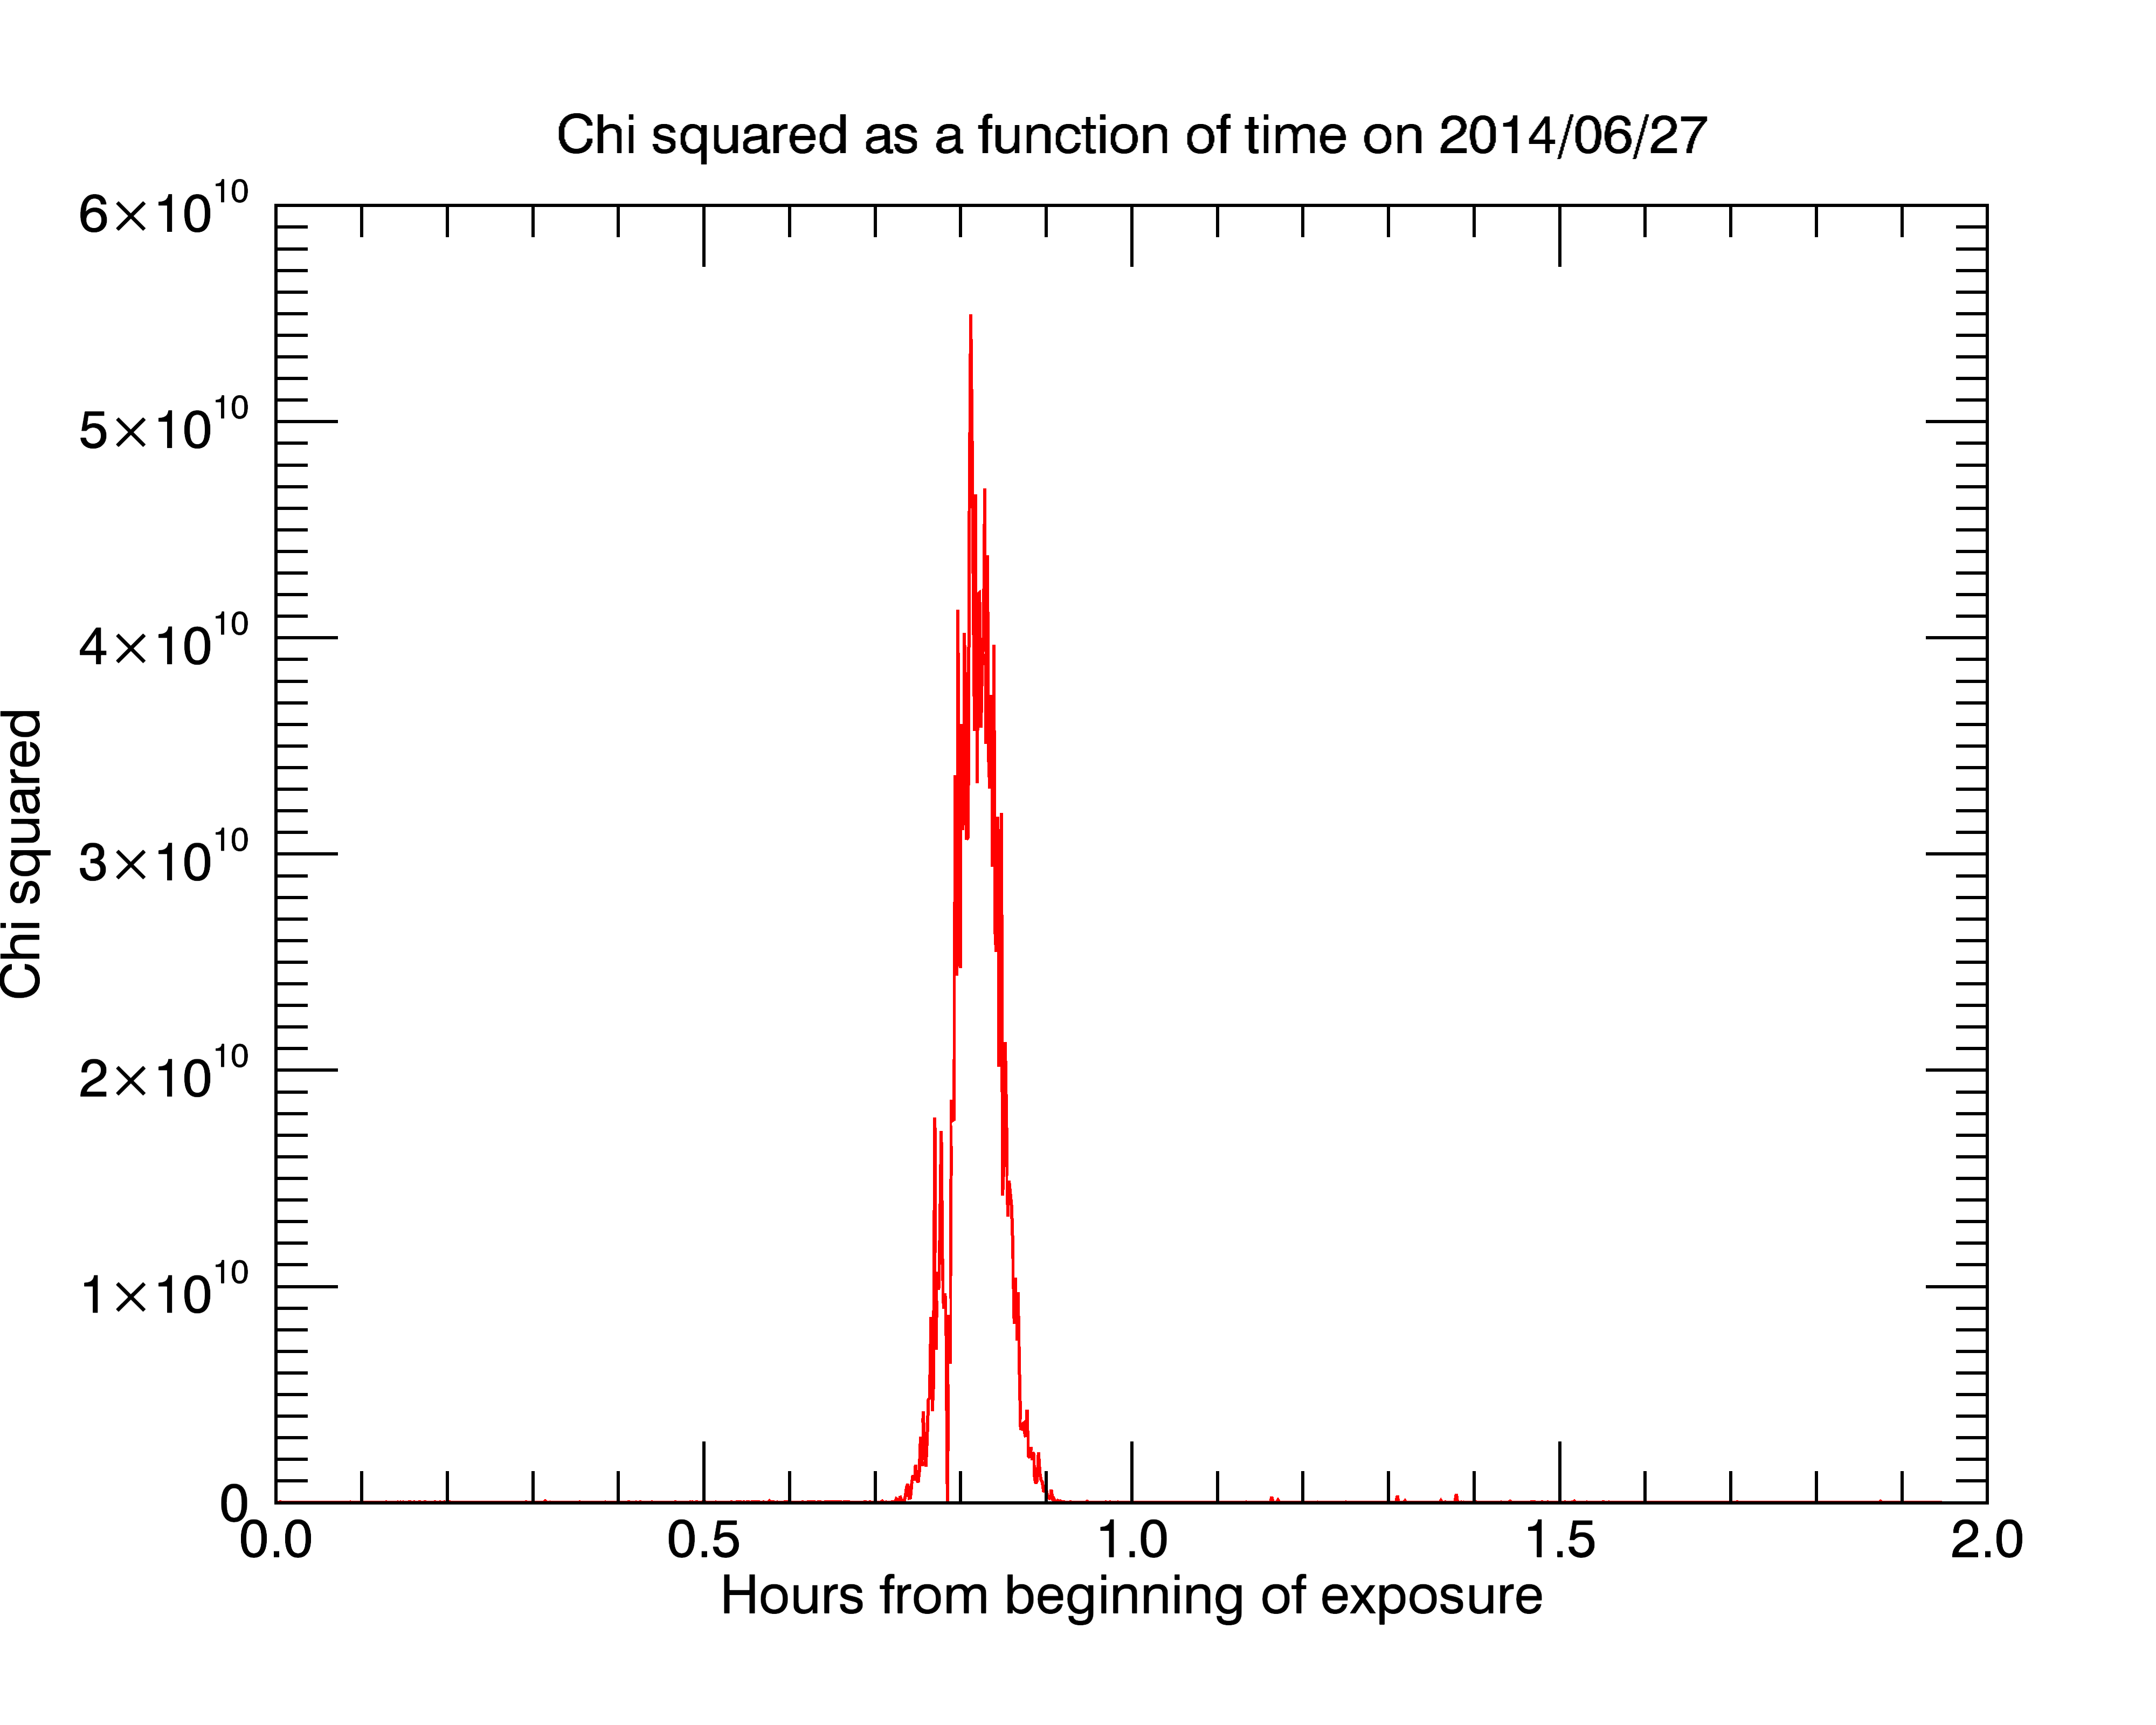 Chi squared as a function of time on 2014/06/27
6×10¹⁰
5×10¹⁰
4×10¹⁰
3×10¹⁰
2×10¹⁰
1×10¹⁰
0
Chi squared
0.0 0.5 1.0 1.5 2.0
Hours from beginning of exposure